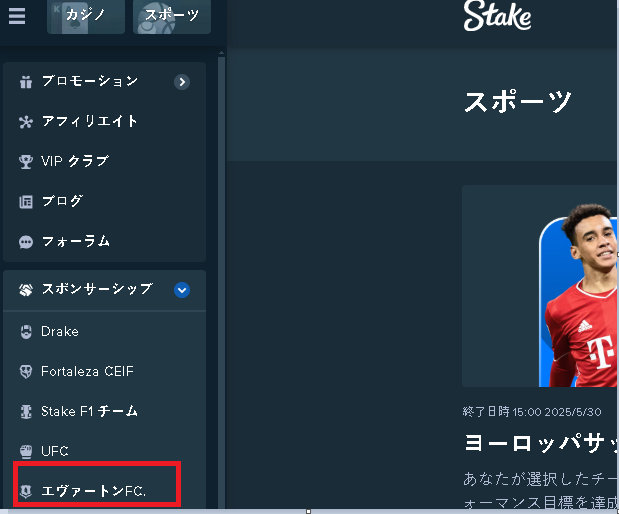 カジノ
スポーツ
Stake
プロモーション
アフィリエイト
VIP クラブ
ブログ
フォーラム
スポンサーシップ
Drake
Fortaleza CEIF
Stake F1 チーム
UFC
エヴァートンFC.
スポーツ
T
終了日時 15:00 2025/5/30
ヨーロッパサッ
あなたが選択したチー
ォーマンス目標を達成